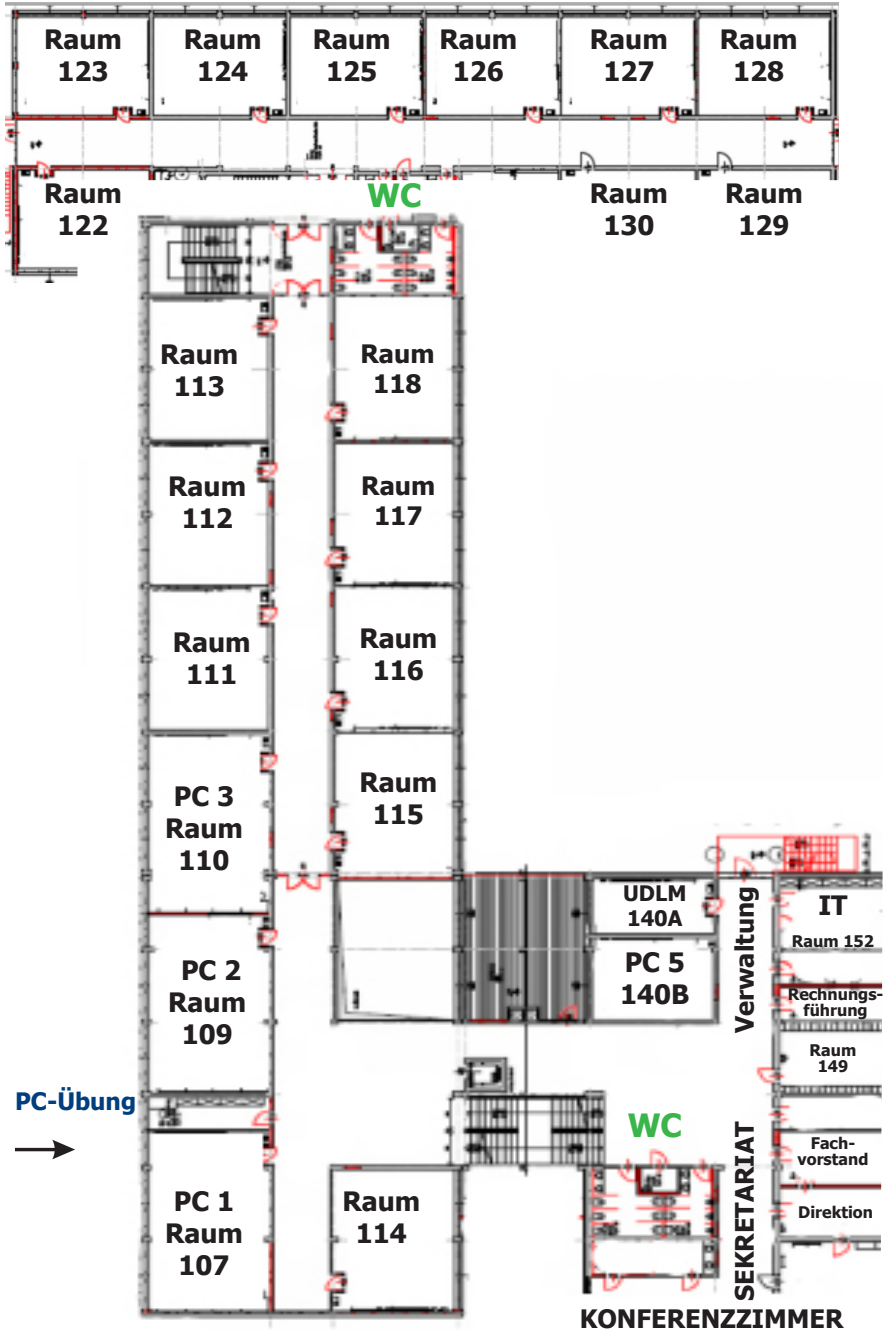 Raum
123
Raum
124
Raum
125
Raum
126
Raum
127
Raum
128
Raum
122
WC
Raum
130
Raum
129
Raum
113
Raum
118
Raum
112
Raum
117
Raum
111
Raum
116
PC 3
Raum
110
Raum
115
UDLM
140A
Verwaltung
IT
Raum 152
PC 2
Raum
109
PC 5
140B
Rechnungs-
führung
Raum
149
PC-Übung
WC
Fach-
vorstand
PC 1
Raum
107
Raum
114
SEKRETARIAT
Direktion
KONFERENZZIMMER